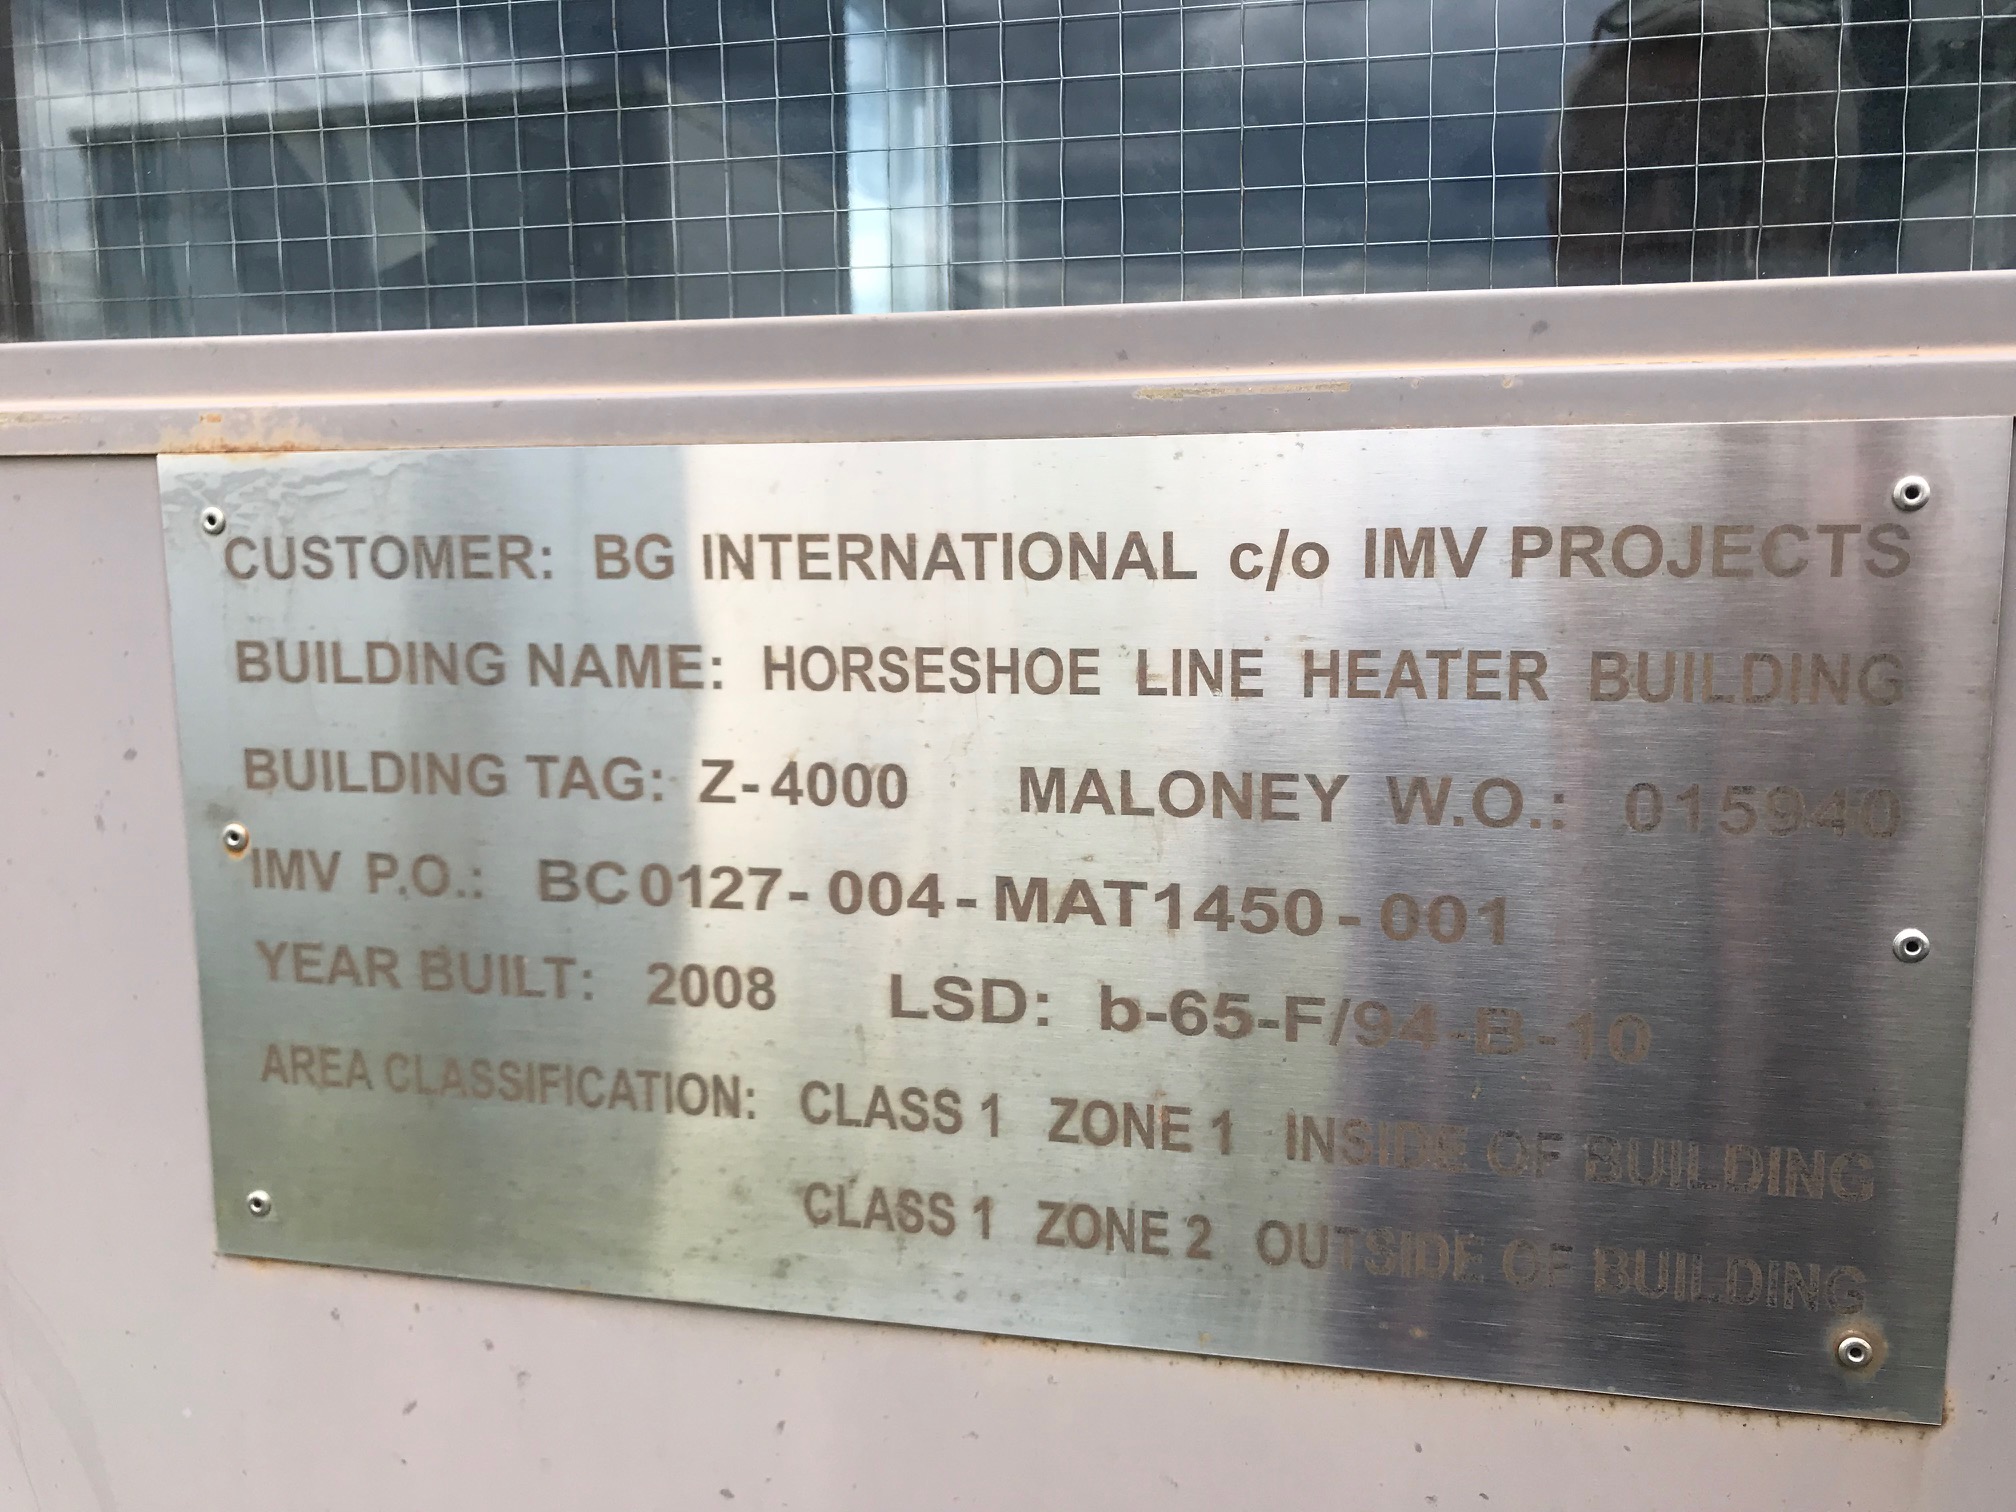 CUSTOMER: BG INTERNATIONAL c/o IMV PROJECTS
BUILDING NAME: HORSESHOE LINE HEATER BUILDING
BUILDING TAG: Z-4000 MALONEY W.O.: 015940
IMV P.O.: BC0127-004-MAT1450-001
YEAR BUILT: 2008 LSD: b-65-F/94-B-10
AREA CLASSIFICATION: CLASS 1 ZONE 1 INSIDE OF BUILDING
CLASS 1 ZONE 2 OUTSIDE OF BUILDING